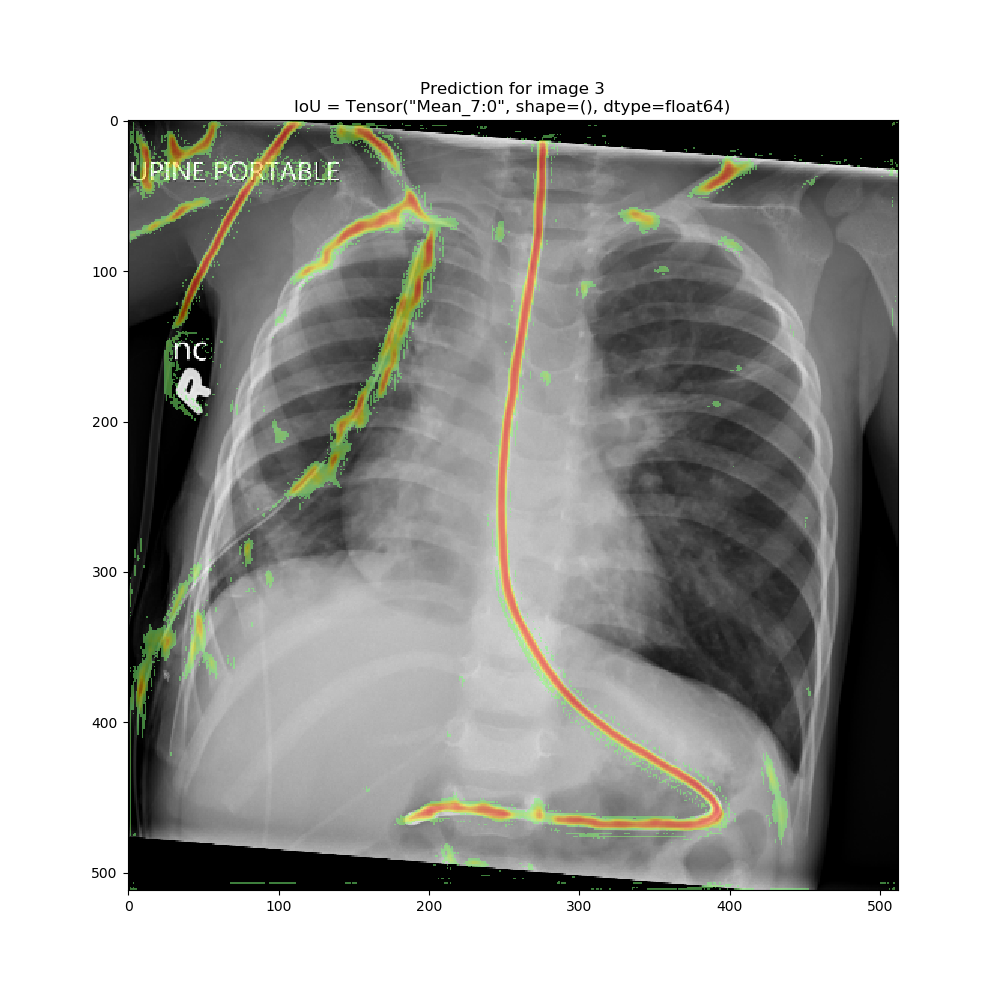 Prediction for image 3
IoU = Tensor("Mean_7:0", shape=(), dtype=float64)
0
UPINE PORTABLE
100
nc
R
200
300
400
500
0 100 200 300 400 500